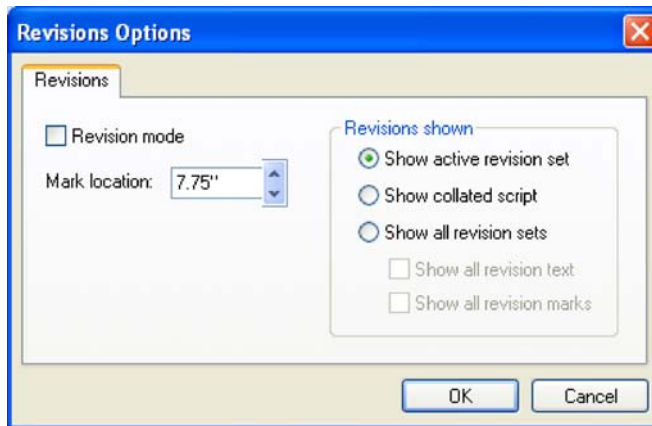 Revisions Options
Revisions
Revision mode
Mark location: 7.75"
Revisions shown
Show active revision set
Show collated script
Show all revision sets
Show all revision text
Show all revision marks
OK Cancel